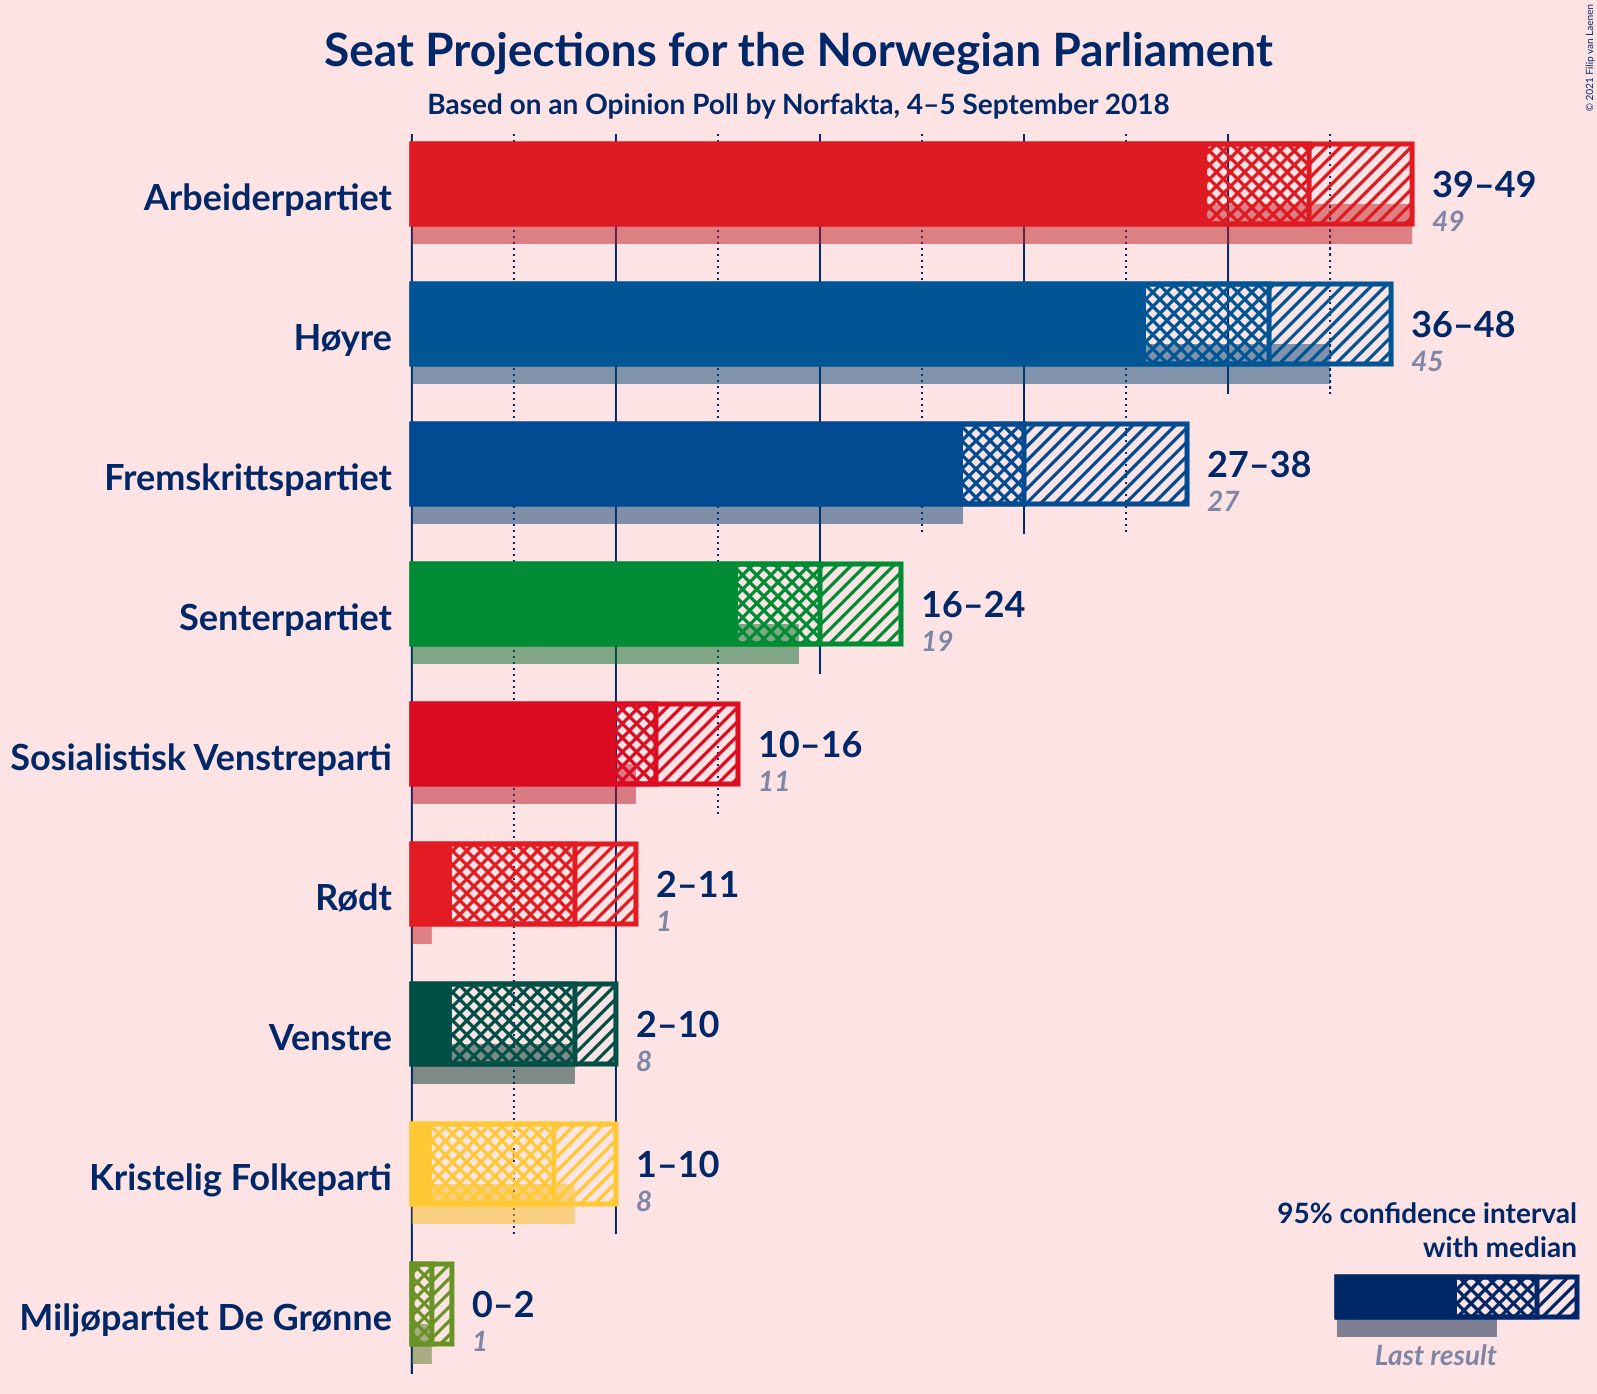 Seat Projections for the Norwegian Parliament
Based on an Opinion Poll by Norfakta, 4–5 September 2018
© 2021 Filip van Laenen
Arbeiderpartiet
39–49
49
Høyre
36–48
45
Fremskrittspartiet
27–38
27
Senterpartiet
16–24
19
Sosialistisk Venstreparti
10–16
11
Rødt
2–11
1
Venstre
2–10
8
Kristelig Folkeparti
1–10
8
Miljøpartiet De Grønne
0–2
1
95% confidence interval
with median
Last result